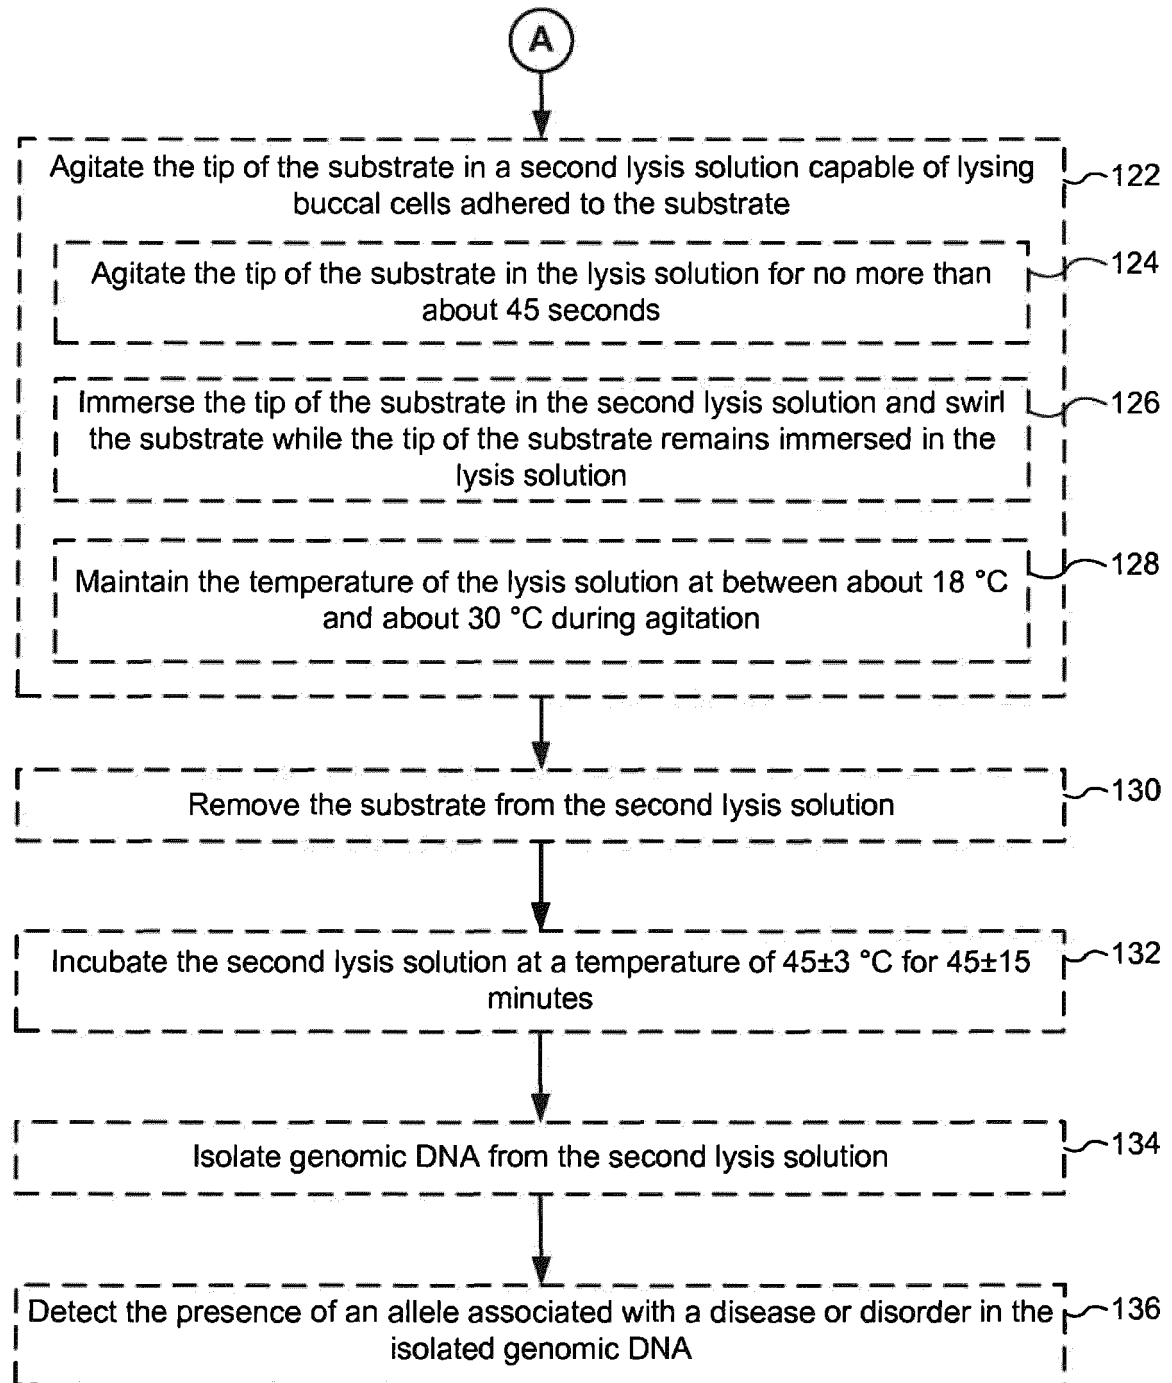 A
Agitate the tip of the substrate in a second lysis solution capable of lysing
buccal cells adhered to the substrate
122
Agitate the tip of the substrate in the lysis solution for no more than
about 45 seconds
124
Immerse the tip of the substrate in the second lysis solution and swirl
the substrate while the tip of the substrate remains immersed in the
lysis solution
126
Maintain the temperature of the lysis solution at between about 18 °C
and about 30 °C during agitation
128
Remove the substrate from the second lysis solution
130
Incubate the second lysis solution at a temperature of 45±3 °C for 45±15
minutes
132
Isolate genomic DNA from the second lysis solution
134
Detect the presence of an allele associated with a disease or disorder in the
isolated genomic DNA
136